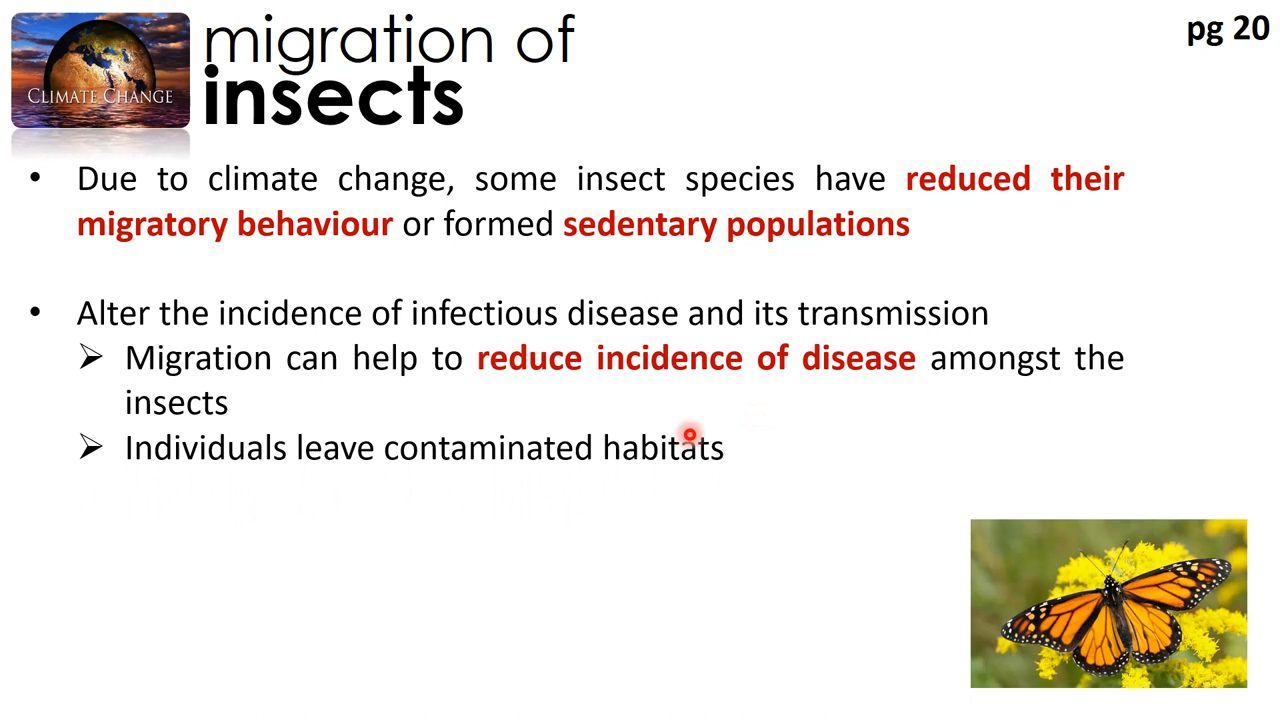 CLIMATE CHANGE
migration of
insects
pg 20
• Due to climate change, some insect species have reduced their
migratory behaviour or formed sedentary populations
• Alter the incidence of infectious disease and its transmission
➢ Migration can help to reduce incidence of disease amongst the
insects
➢ Individuals leave contaminated habitats